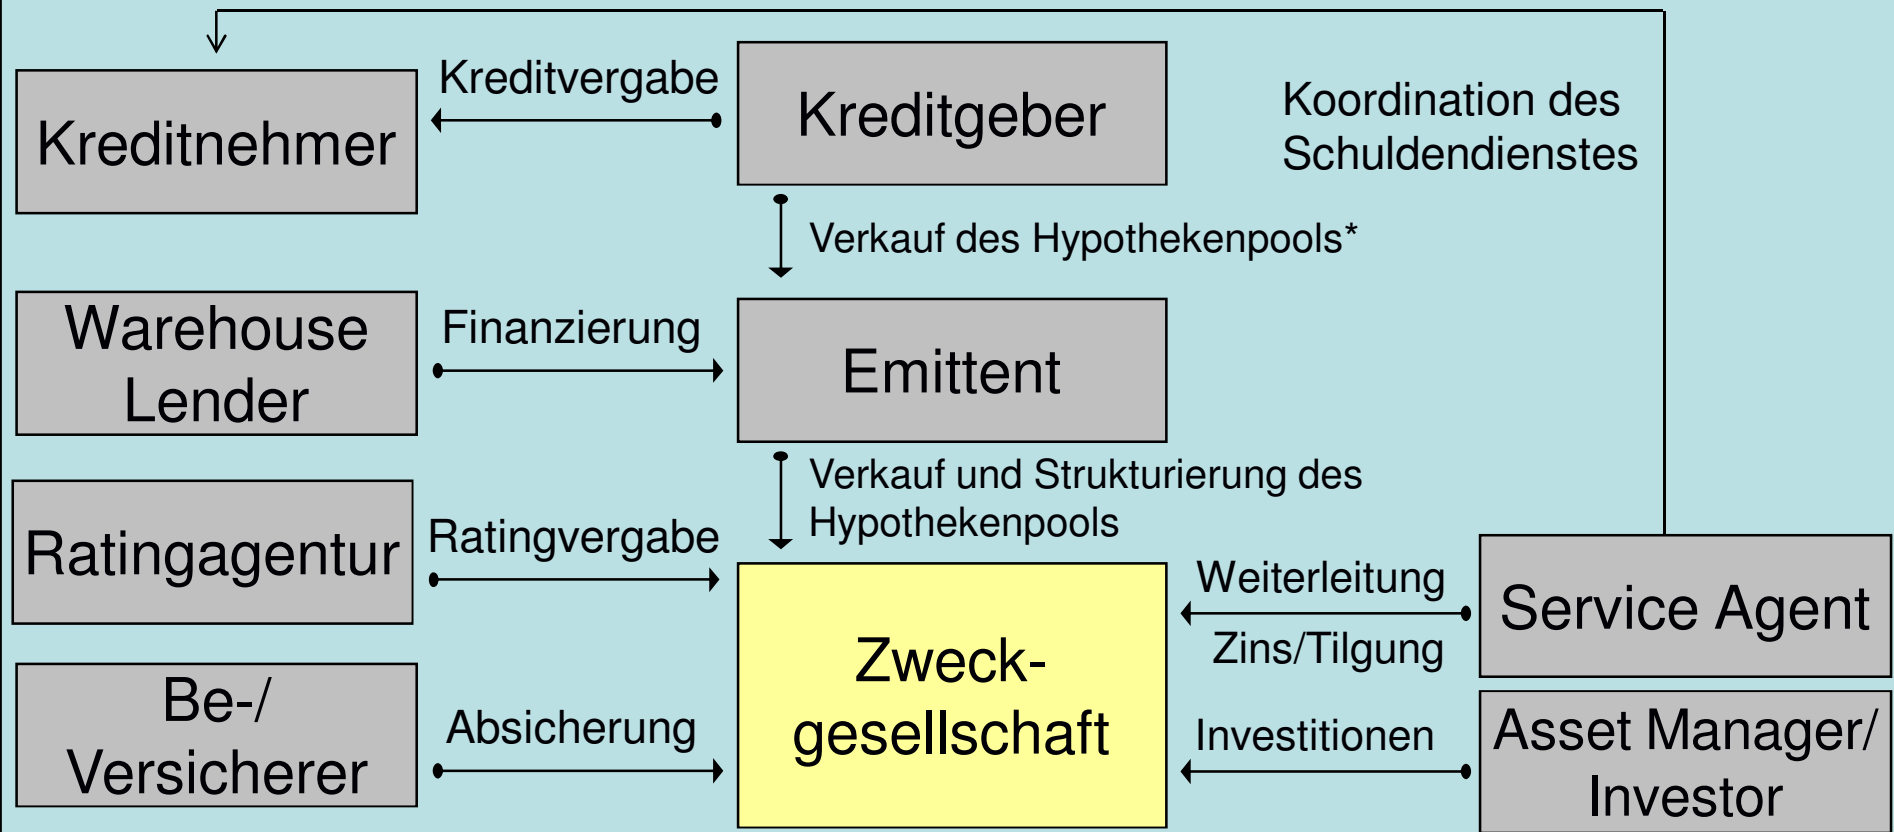 Kreditnehmer
Kreditvergabe
Kreditgeber
Koordination des
Schuldendienstes
Verkauf des Hypothekenpools*
Warehouse
Lender
Finanzierung
Emittent
Verkauf und Strukturierung des
Hypothekenpools
Ratingagentur
Ratingvergabe
Zweck-
gesellschaft
Weiterleitung
Zins/Tilgung
Service Agent
Be-/
Versicherer
Absicherung
Investitionen
Asset Manager/
Investor